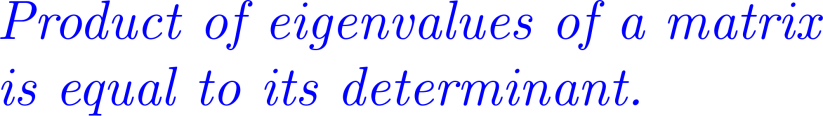 Product of eigenvalues of a matrix
is equal to its determinant.